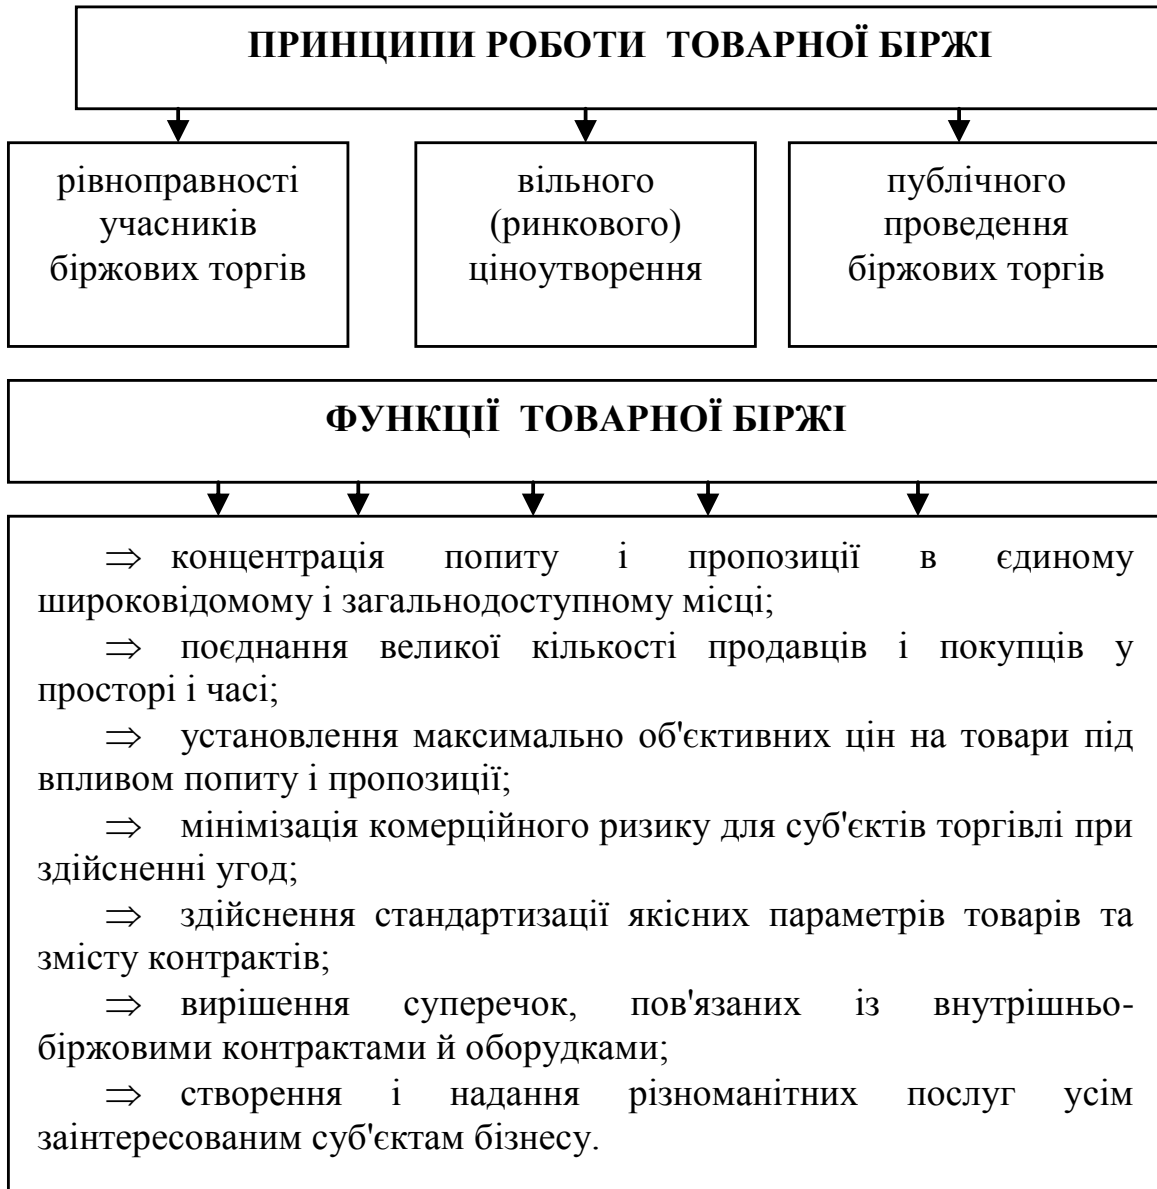 ПРИНЦИПИ РОБОТИ ТОВАРНОЇ БІРЖІ
рівноправності
учасників
біржових торгів
вільного
(ринкового)
ціноутворення
публічного
проведення
біржових торгів
ФУНКЦІЇ ТОВАРНОЇ БІРЖІ
⇒ концентрація попиту і пропозиції в єдиному
широковідомому і загальнодоступному місці;
⇒ поєднання великої кількості продавців і покупців у
просторі і часі;
⇒ установлення максимально об'єктивних цін на товари під
впливом попиту і пропозиції;
⇒ мінімізація комерційного ризику для суб'єктів торгівлі при
здійсненні угод;
⇒ здійснення стандартизації якісних параметрів товарів та
змісту контрактів;
⇒ вирішення суперечок, пов'язаних із внутрішньо-
біржовими контрактами й оборудками;
⇒ створення і надання різноманітних послуг усім
заінтересованим суб'єктам бізнесу.